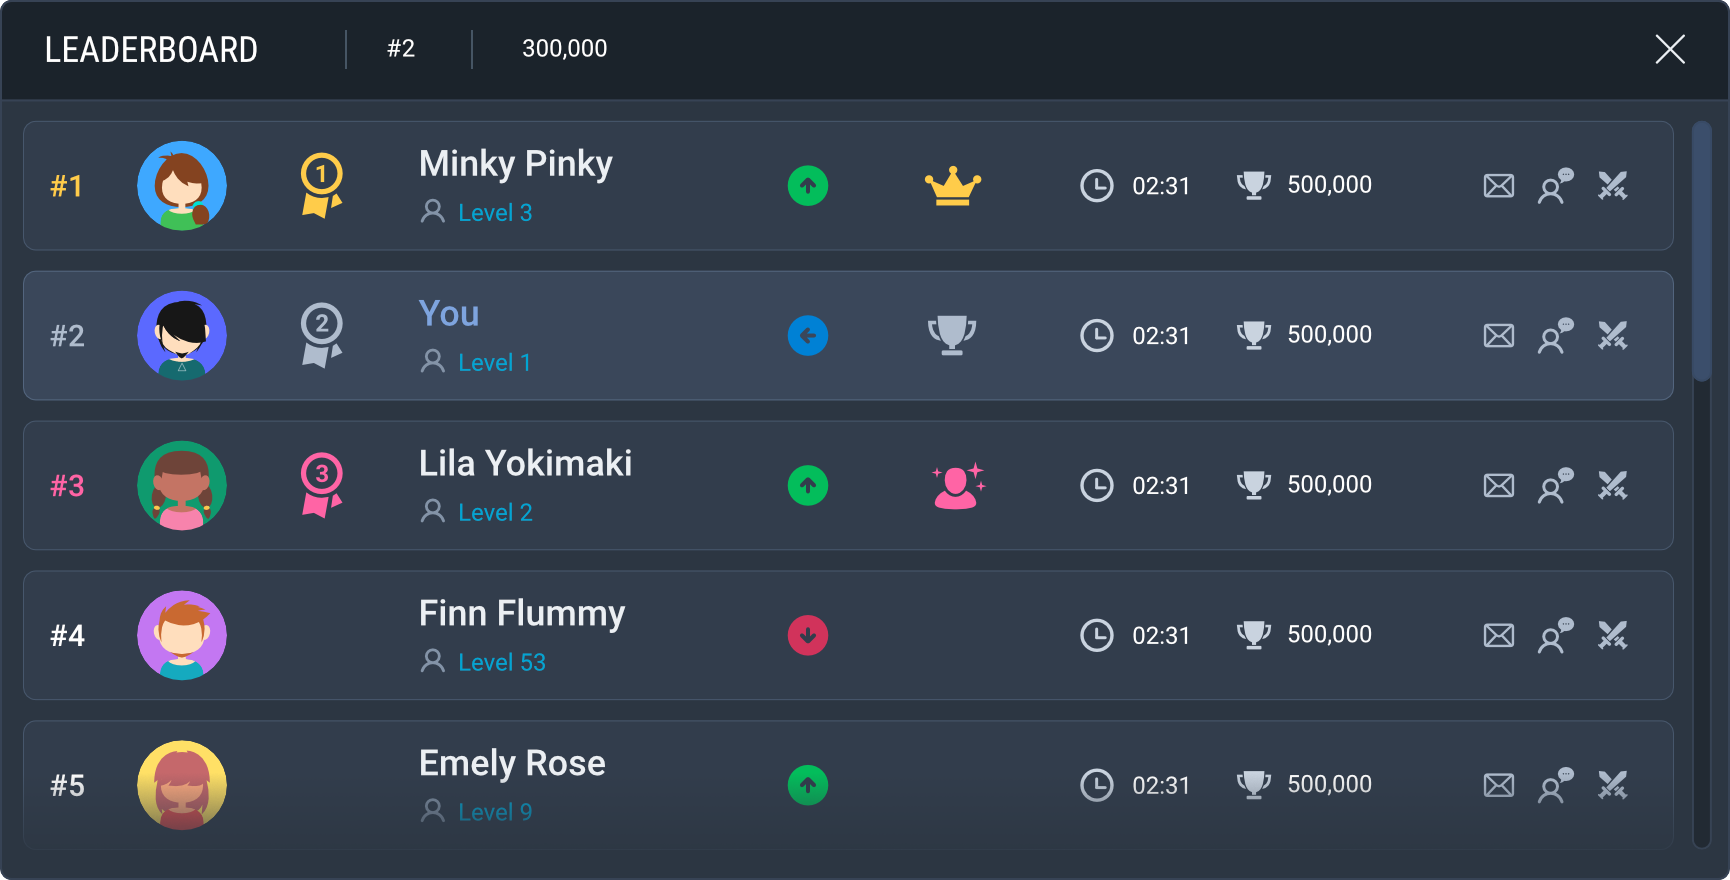 LEADERBOARD #2 300,000
#1 1 Minky Pinky 02:31 500,000
Level 3
#2 2 You 02:31 500,000
Level 1
#3 3 Lila Yokimaki 02:31 500,000
Level 2
#4 Finn Flummy 02:31 500,000
Level 53
#5 Emely Rose 02:31 500,000
Level 9